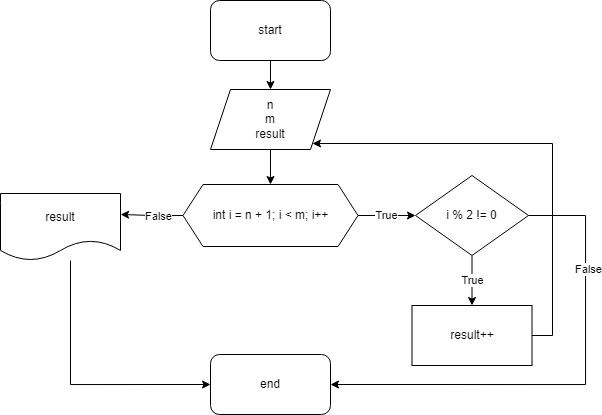 start
n
m
result
int i = n + 1; i < m; i++
False
result
True
i % 2 != 0
False
True
result++
end